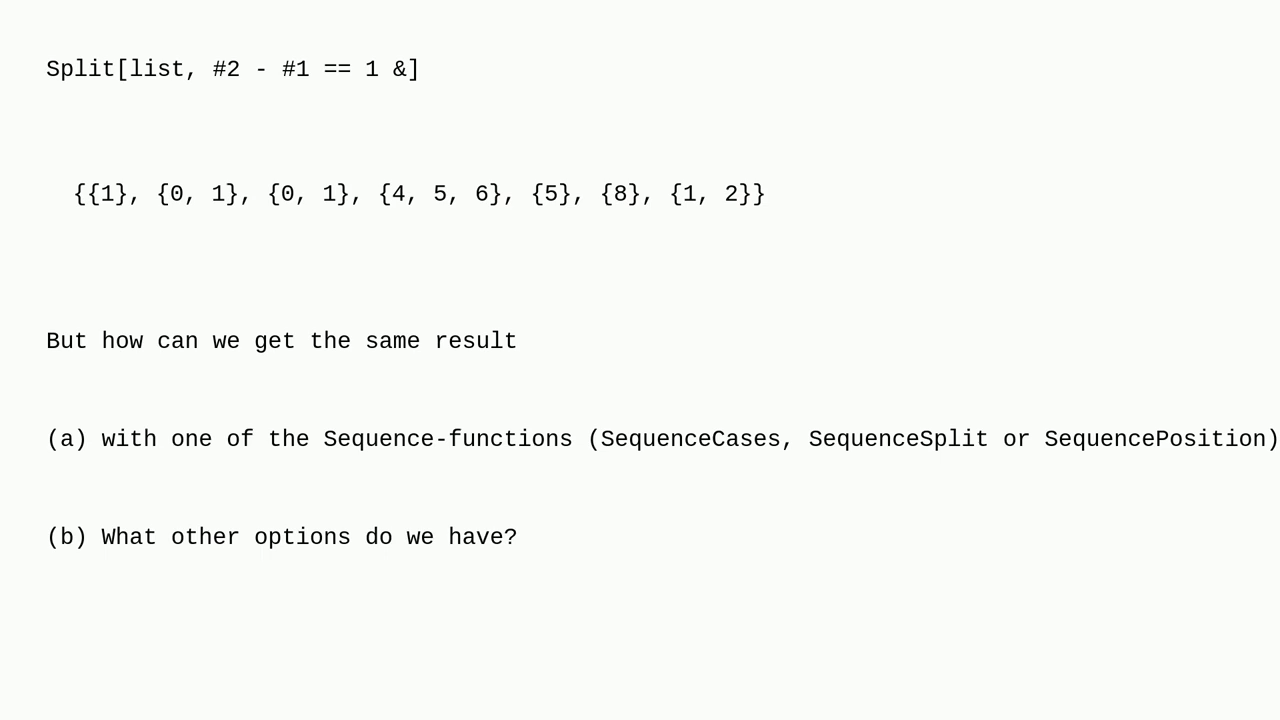 Split[list, #2 - #1 == 1 &]
{{1}, {0, 1}, {0, 1}, {4, 5, 6}, {5}, {8}, {1, 2}}
But how can we get the same result
(a) with one of the Sequence-functions (SequenceCases, SequenceSplit or SequencePosition)
(b) What other options do we have?